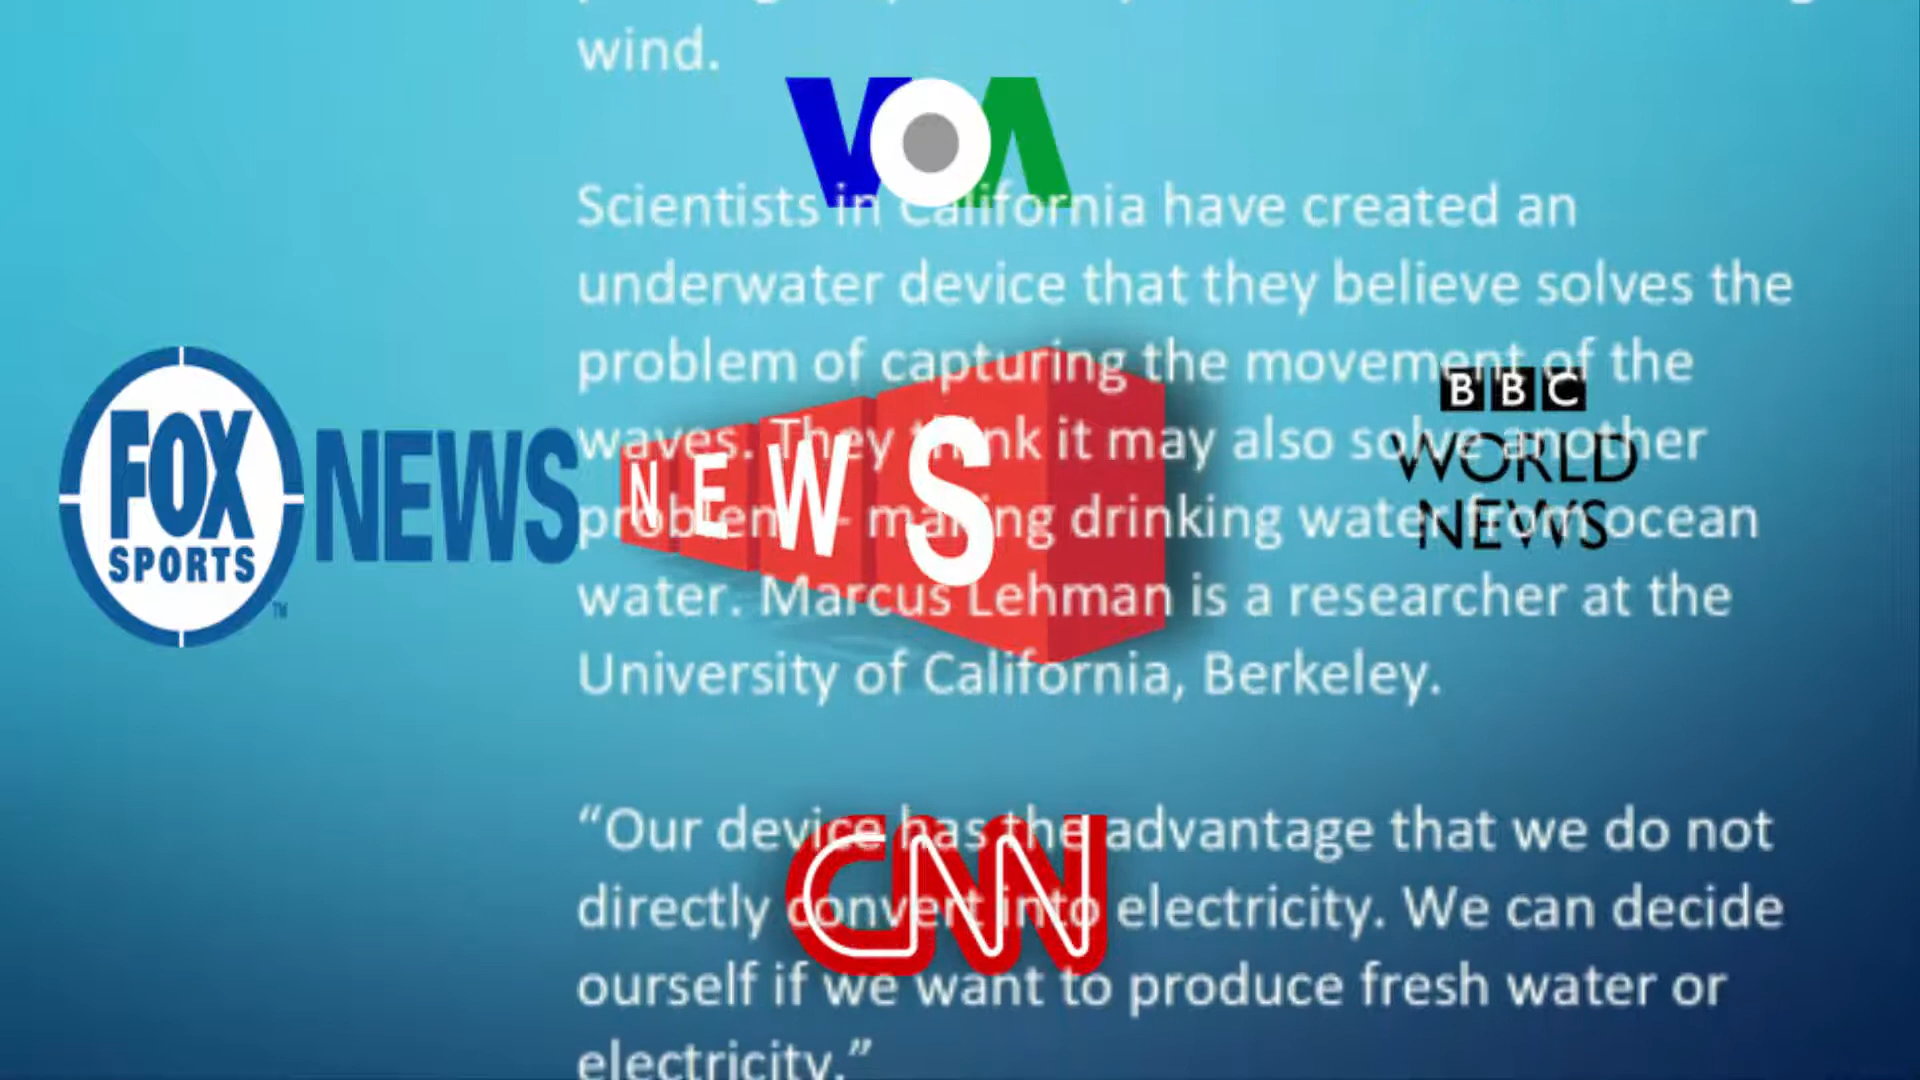 wind.
VOA
Scientists in California have created an
underwater device that they believe solves the
problem of capturing the movement of the
waves. They think it may also solve another
problem - making drinking water from ocean
water. Marcus Lehman is a researcher at the
University of California, Berkeley.
FOX
SPORTS
TM
NEWS
NEWS
BBC
WORLD
NEWS
“Our device has the advantage that we do not
directly convert into electricity. We can decide
ourself if we want to produce fresh water or
electricity.”
CNN